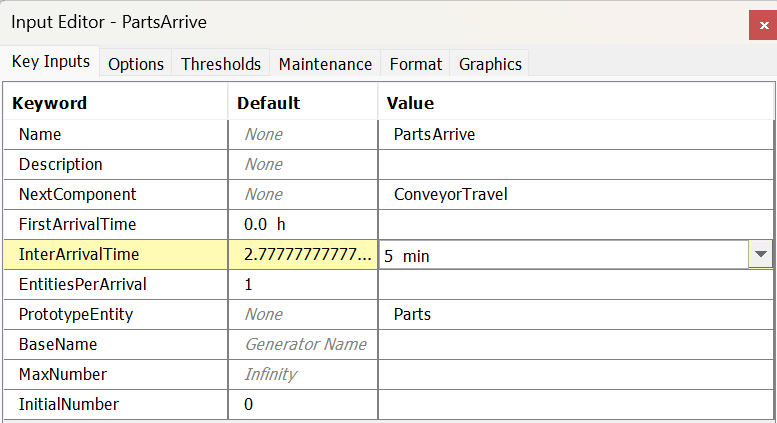 Input Editor - PartsArrive
×
Key Inputs Options Thresholds Maintenance Format Graphics
Keyword Default Value
Name None PartsArrive
Description None
NextComponent None ConveyorTravel
FirstArrivalTime 0.0 h
InterArrivalTime 2.77777777777... 5 min
EntitiesPerArrival 1
PrototypeEntity None Parts
BaseName Generator Name
MaxNumber Infinity
InitialNumber 0